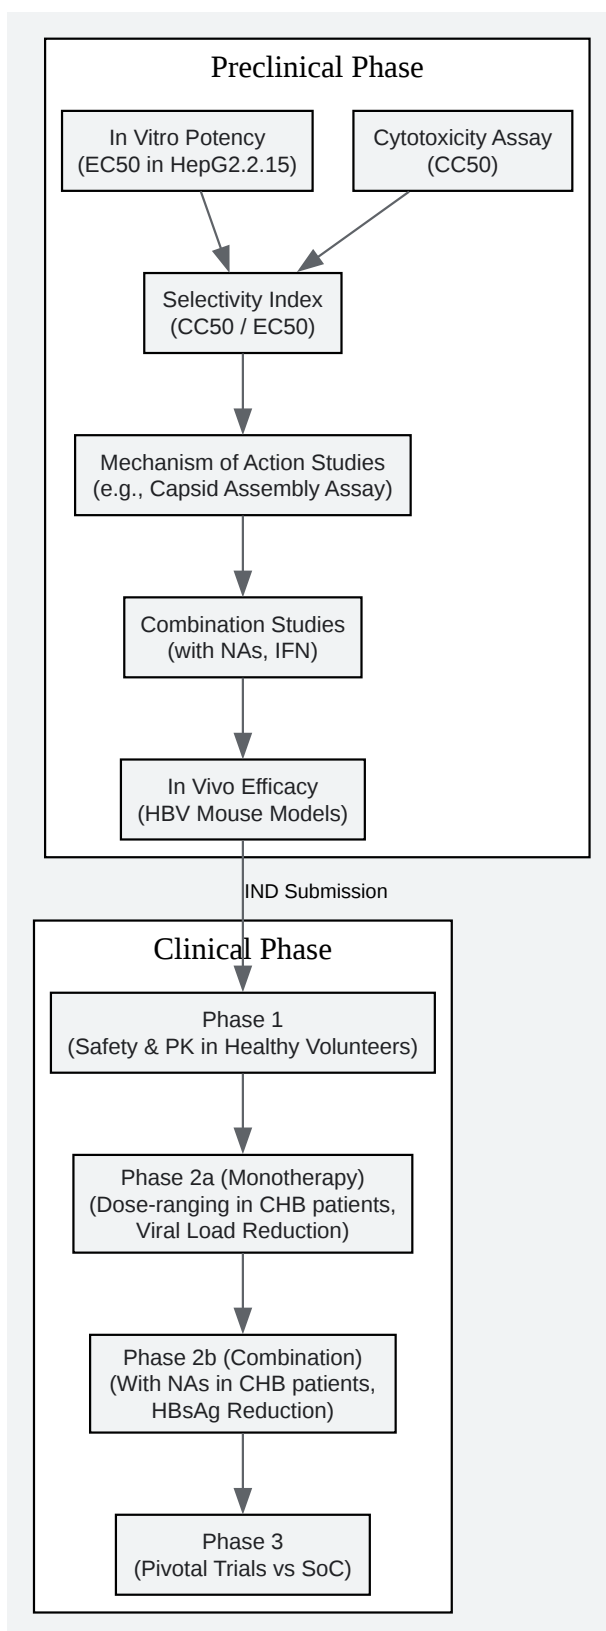 Preclinical Phase
In Vitro Potency
(EC50 in HepG2.2.15)
Cytotoxicity Assay
(CC50)
Selectivity Index
(CC50 / EC50)
Mechanism of Action Studies
(e.g., Capsid Assembly Assay)
Combination Studies
(with NAs, IFN)
In Vivo Efficacy
(HBV Mouse Models)
IND Submission
Clinical Phase
Phase 1
(Safety & PK in Healthy Volunteers)
Phase 2a (Monotherapy)
(Dose-ranging in CHB patients,
Viral Load Reduction)
Phase 2b (Combination)
(With NAs in CHB patients,
HBsAg Reduction)
Phase 3
(Pivotal Trials vs SoC)